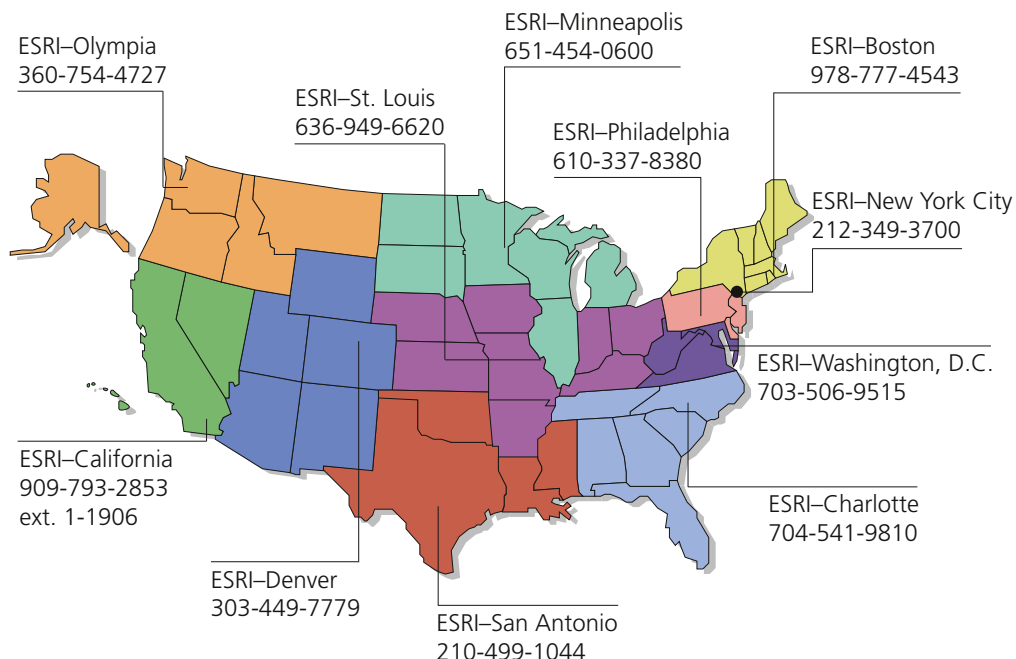 ESRI–Minneapolis
651-454-0600
ESRI–Olympia
360-754-4727
ESRI–Boston
978-777-4543
ESRI–St. Louis
636-949-6620
ESRI–Philadelphia
610-337-8380
ESRI–New York City
212-349-3700
ESRI–Washington, D.C.
703-506-9515
ESRI–California
909-793-2853
ext. 1-1906
ESRI–Charlotte
704-541-9810
ESRI–Denver
303-449-7779
ESRI–San Antonio
210-499-1044